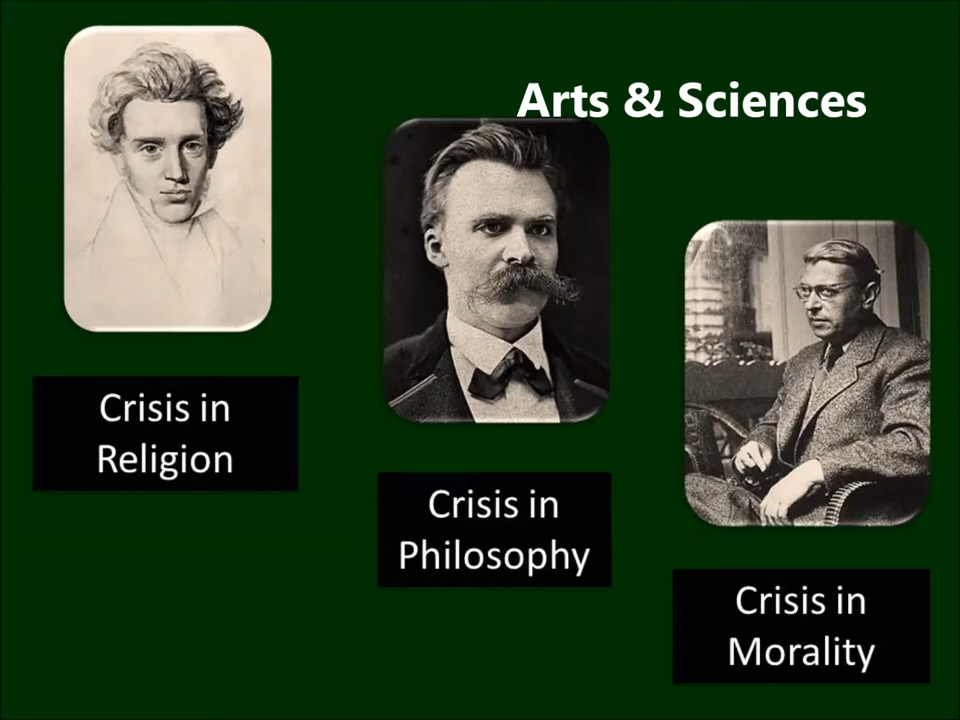 Arts & Sciences
Crisis in
Religion
Crisis in
Philosophy
Crisis in
Morality